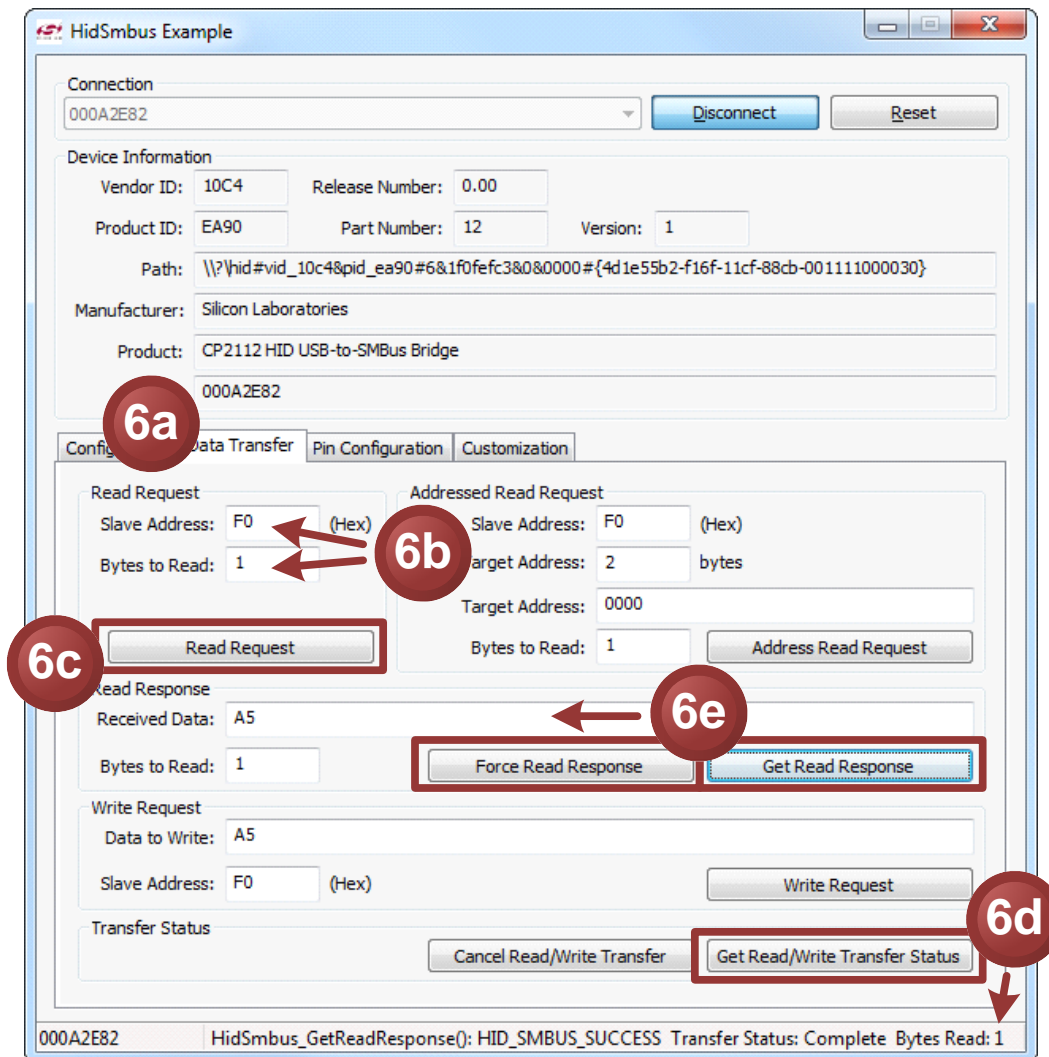 HidSmbus Example
Connection
000A2E82
Disconnect
Reset
Device Information
Vendor ID: 10C4 Release Number: 0.00
Product ID: EA90 Part Number: 12 Version: 1
Path: \\?\hid#vid_10c4&pid_ea90#6&1f0fefc3&0&0000#{4d1e55b2-f16f-11cf-88cb-001111000030}
Manufacturer: Silicon Laboratories
Product: CP2112 HID USB-to-SMBus Bridge
000A2E82
6a
Data Transfer Pin Configuration Customization
Read Request
Slave Address: F0 (Hex)
Bytes to Read: 1
6b
6c
Read Request
Addressed Read Request
Slave Address: F0 (Hex)
Target Address: 2 bytes
Target Address: 0000
Bytes to Read: 1 Address Read Request
Read Response
Received Data: A5
6e
Bytes to Read: 1 Force Read Response Get Read Response
Write Request
Data to Write: A5
Slave Address: F0 (Hex) Write Request
Transfer Status
6d
Cancel Read/Write Transfer Get Read/Write Transfer Status
000A2E82 HidSmbus_GetReadResponse(): HID_SMBUS_SUCCESS Transfer Status: Complete Bytes Read: 1